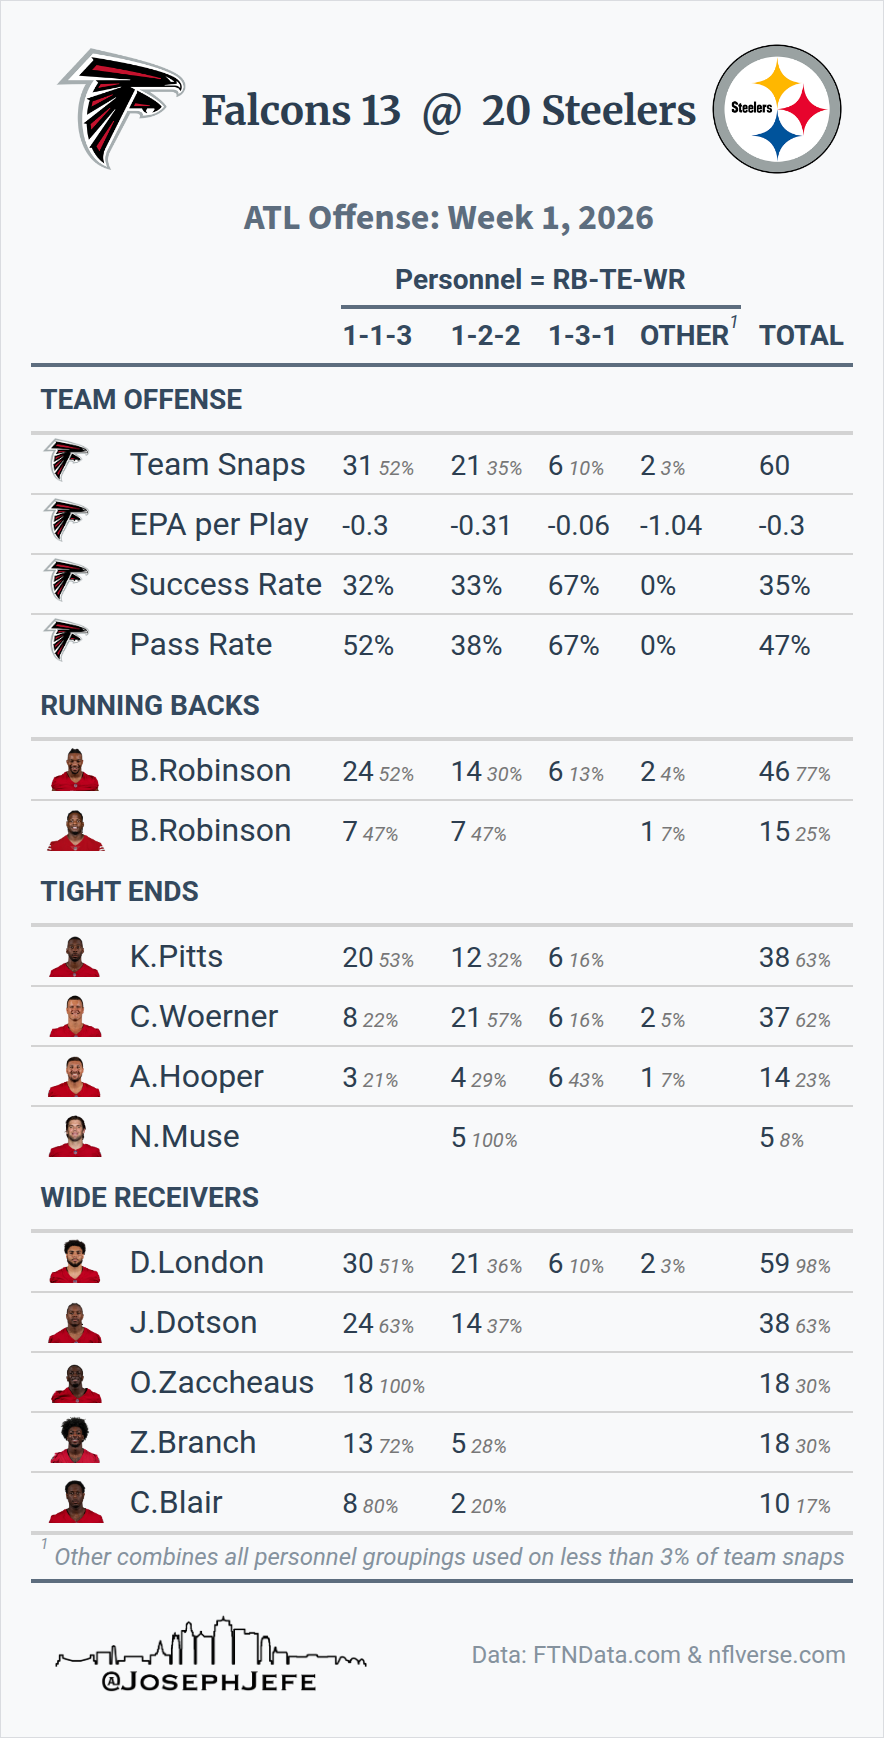 Falcons 13 @ 20 Steelers
Steelers
ATL Offense: Week 1, 2026
Personnel = RB-TE-WR
1-1-3 1-2-2 1-3-1 OTHER1 TOTAL
TEAM OFFENSE
Team Snaps 31 52% 21 35% 6 10% 2 3% 60
EPA per Play -0.3 -0.31 -0.06 -1.04 -0.3
Success Rate 32% 33% 67% 0% 35%
Pass Rate 52% 38% 67% 0% 47%
RUNNING BACKS
B.Robinson 24 52% 14 30% 6 13% 2 4% 46 77%
B.Robinson 7 47% 7 47% 1 7% 15 25%
TIGHT ENDS
K.Pitts 20 53% 12 32% 6 16% 38 63%
C.Woerner 8 22% 21 57% 6 16% 2 5% 37 62%
A.Hooper 3 21% 4 29% 6 43% 1 7% 14 23%
N.Muse 5 100% 5 8%
WIDE RECEIVERS
D.London 30 51% 21 36% 6 10% 2 3% 59 98%
J.Dotson 24 63% 14 37% 38 63%
O.Zaccheaus 18 100% 18 30%
Z.Branch 13 72% 5 28% 18 30%
C.Blair 8 80% 2 20% 10 17%
1 Other combines all personnel groupings used on less than 3% of team snaps
@JOSEPHJEFE
Data: FTNData.com & nflverse.com